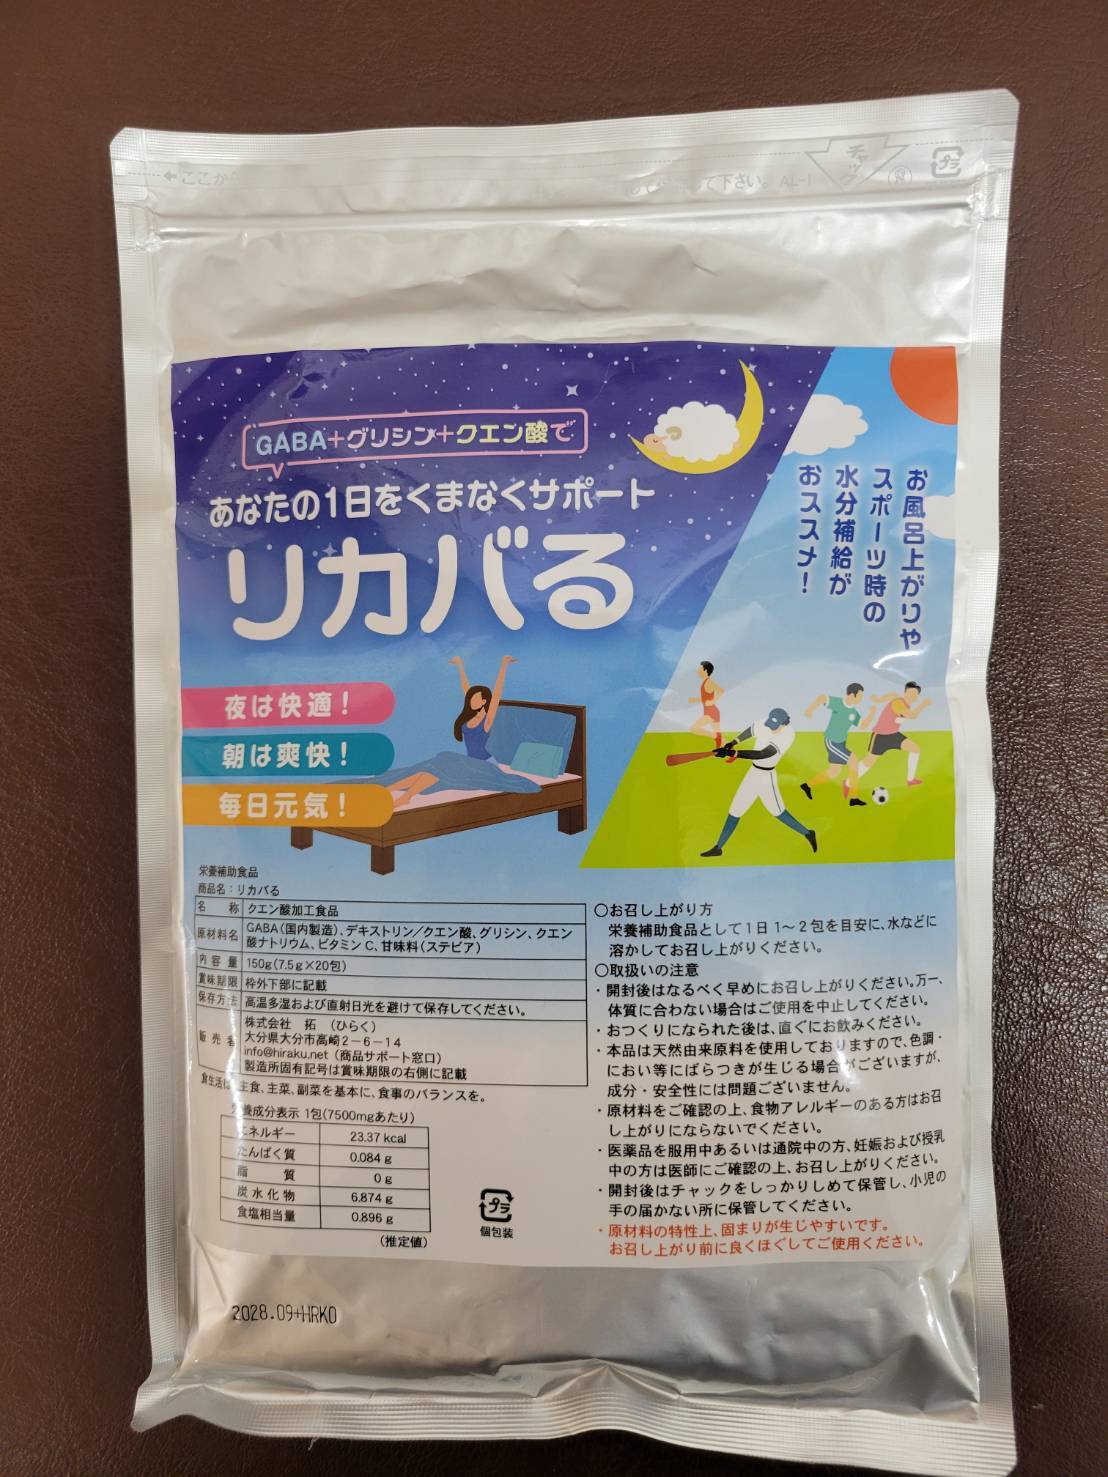 ←ここから
て下さい。 AL-1
チャック
プラ
GABA+グリシン+クエン酸で
あなたの1日をくまなくサポート
リカバる
お風呂上がりや
スポーツ時の
水分補給が
おススメ!
夜は快適!
朝は爽快!
毎日元気!
栄養補助食品
商品名:リカバる
名 称 クエン酸加工食品
原材料名 GABA(国内製造)、デキストリン/クエン酸、グリシン、クエン
酸ナトリウム、ビタミンC、甘味料(ステビア)
内容量 150g(7.5g×20包)
賞味期限 枠外下部に記載
保存方法 高温多湿および直射日光を避けて保存してください。
販売者 株式会社 拓 (ひらく)
大分県大分市高崎2-6-14
info@hiraku.net (商品サポート窓口)
製造所固有記号は賞味期限の右側に記載
食生活は、主食、主菜、副菜を基本に、食事のバランスを。
栄養成分表示 1包(7500mgあたり)
エネルギー 23.37 kcal
たんぱく質 0.084 g
脂 質 0 g
炭水化物 6.874 g
食塩相当量 0.896 g
(推定値)
プラ
個包装
〇お召し上がり方
栄養補助食品として1日1~2包を目安に、水などに
溶かしてお召し上がりください。
〇取扱いの注意
・開封後はなるべく早めにお召し上がりください。万一、
体質に合わない場合はご使用を中止してください。
・おつくりになられた後は、直ぐにお飲みください。
・本品は天然由来原料を使用しておりますので、色調・
におい等にばらつきが生じる場合がございますが、
成分・安全性には問題ございません。
・原材料をご確認の上、食物アレルギーのある方はお召
し上がりにならないでください。
・医薬品を服用中あるいは通院中の方、妊娠および授乳
中の方は医師にご確認の上、お召し上がりください。
・開封後はチャックをしっかりしめて保管し、小児の
手の届かない所に保管してください。
・原材料の特性上、固まりが生じやすいです。
お召し上がり前に良くほぐしてご使用ください。
2028.09+HRKO